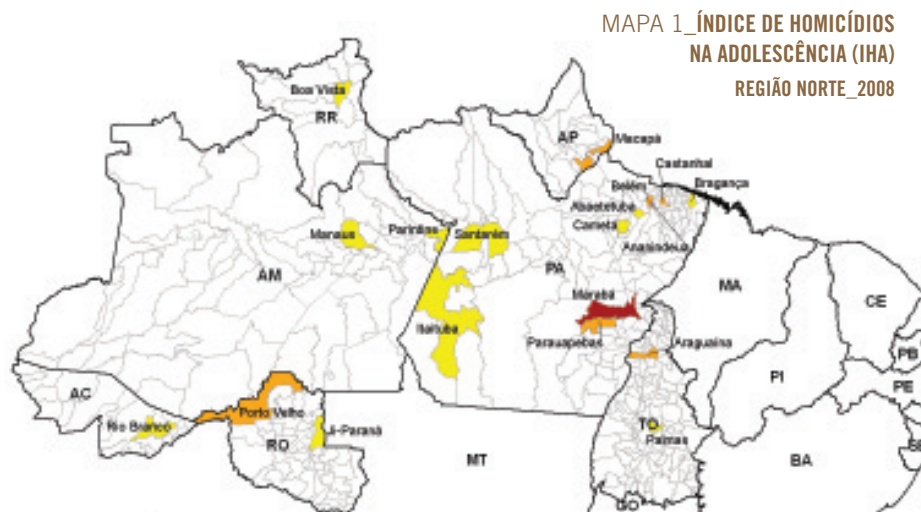 MAPA 1_ÍNDICE DE HOMICÍDIOS
NA ADOLESCÊNCIA (IHA)
REGIÃO NORTE_2008
Boa Vista
RR
AP
Macapá
Castanhal
Belém
Bragança
Abaetetuba
Cametá
Ananindeua
Manaus
Parintins
Santarém
AM
PA
Marabá
MA
CE
Itaituba
Parauapebas
Araguaína
PB
PI
PE
AC
Rio Branco
Porto Velho
Ji-Paraná
RO
TO
Palmas
MT
BA
SE
GO